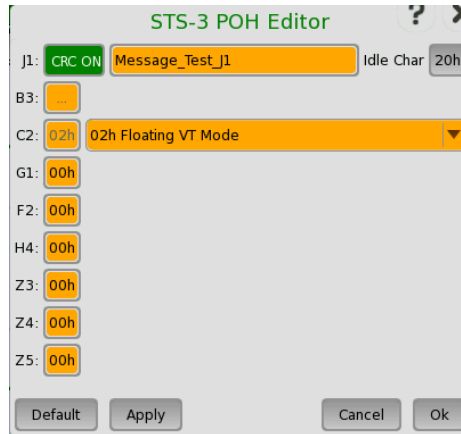 STS-3 POH Editor ?
J1: CRC ON Message_Test_J1 Idle Char 20h
B3: ...
C2: 02h 02h Floating VT Mode
G1: 00h
F2: 00h
H4: 00h
Z3: 00h
Z4: 00h
Z5: 00h
Default Apply Cancel Ok